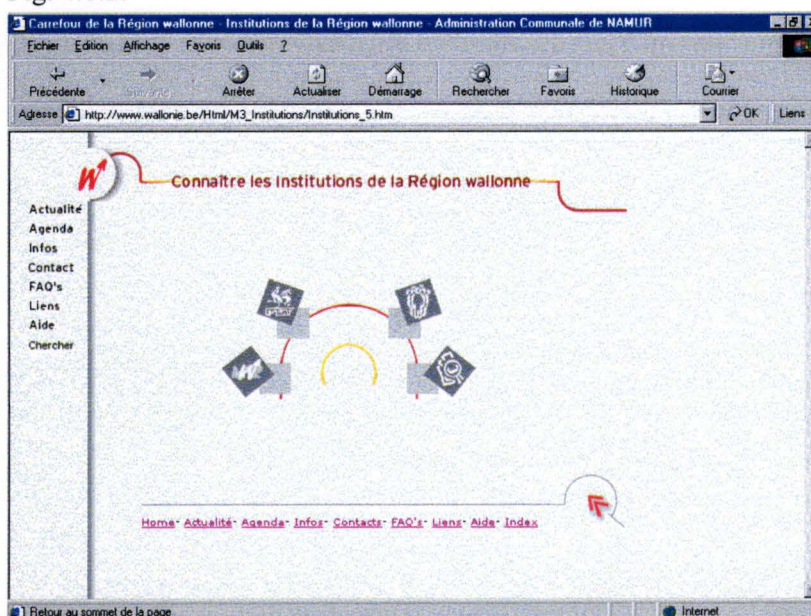 Carrefour de la Région wallonne - Institutions de la Région wallonne - Administration Communale de NAMUR
Fichier Edition Affichage Favoris Outils ?
Précédente Suivante Arrêter Actualiser Démarrage Rechercher Favoris Historique Courrier
Adresse http://www.wallonie.be/Html/M3_Institutions/Institutions_5.htm OK Liens
W
Connaître les Institutions de la Région wallonne
Actualité
Agenda
Infos
Contact
FAQ's
Liens
Aide
Chercher
Home- Actualité- Agenda- Infos- Contacts- FAQ's- Liens- Aide- Index
Retour au sommet de la page Internet